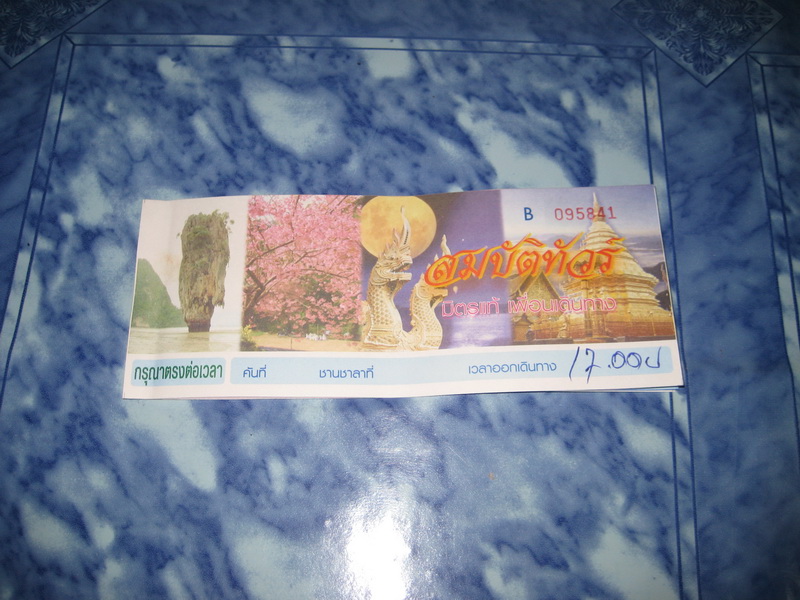 B 095841
สมบัติทัวร์
มิตรแท้ เพื่อนเดินทาง
กรุณาตรงต่อเวลา คันที่ ชานชาลาที่ เวลาออกเดินทาง 17.00น